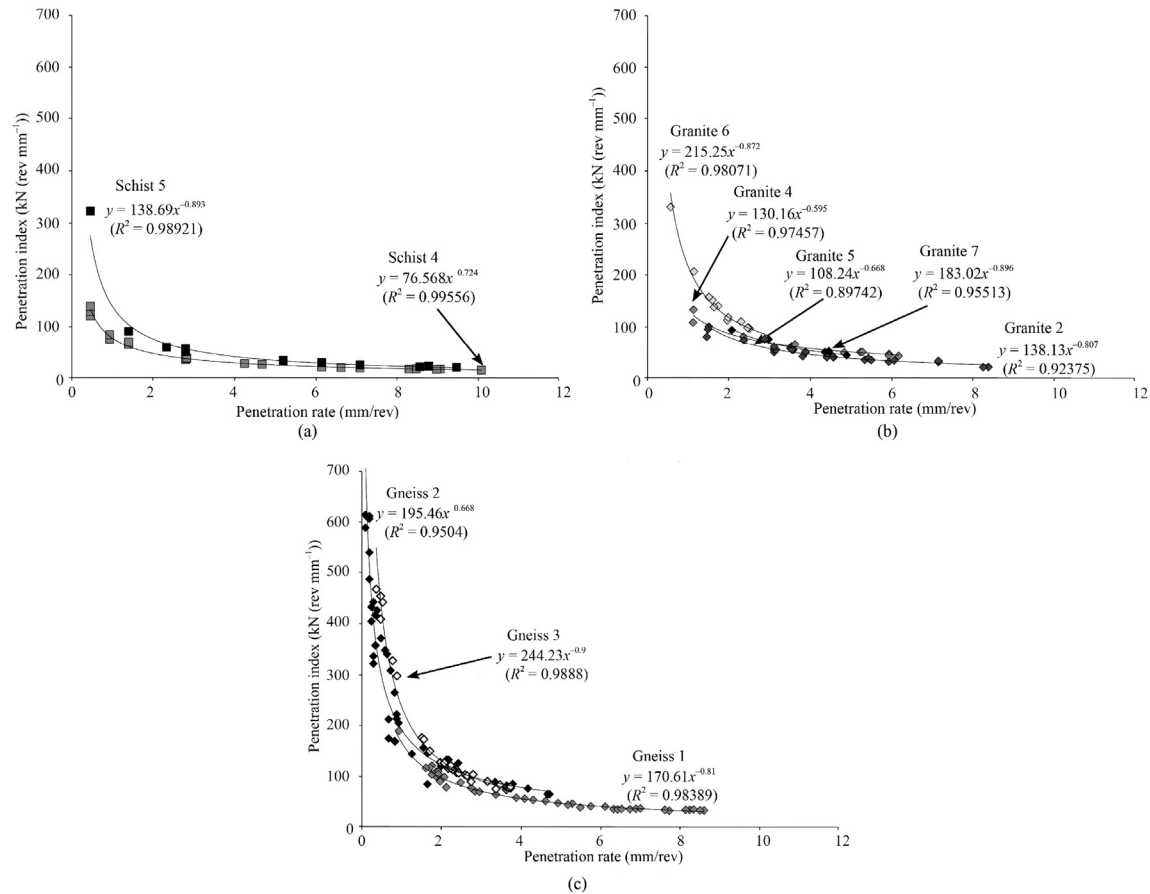 700
600
500
400
300
200
100
0
Penetration index (kN (rev mm⁻¹))
Schist 5
y = 138.69x⁻⁰·⁸⁹³
(R² = 0.98921)
Schist 4
y = 76.568x ⁰·⁷²⁴
(R² = 0.99556)
0 2 4 6 8 10 12
Penetration rate (mm/rev)
(a)
700
600
500
400
300
200
100
0
Penetration index (kN (rev mm⁻¹))
Granite 6
y = 215.25x⁻⁰·⁸⁷²
(R² = 0.98071)
Granite 4
y = 130.16x⁻⁰·⁵⁹⁵
(R² = 0.97457)
Granite 5
y = 108.24x⁻⁰·⁶⁶⁸
(R² = 0.89742)
Granite 7
y = 183.02x⁻⁰·⁸⁹⁶
(R² = 0.95513)
Granite 2
y = 138.13x⁻⁰·⁸⁰⁷
(R² = 0.92375)
0 2 4 6 8 10 12
Penetration rate (mm/rev)
(b)
700
600
500
400
300
200
100
0
Penetration index (kN (rev mm⁻¹))
Gneiss 2
y = 195.46x ⁰·⁶⁶⁸
(R² = 0.9504)
Gneiss 3
y = 244.23x⁻⁰·⁹
(R² = 0.9888)
Gneiss 1
y = 170.61x⁻⁰·⁸¹
(R² = 0.98389)
0 2 4 6 8 10 12
Penetration rate (mm/rev)
(c)